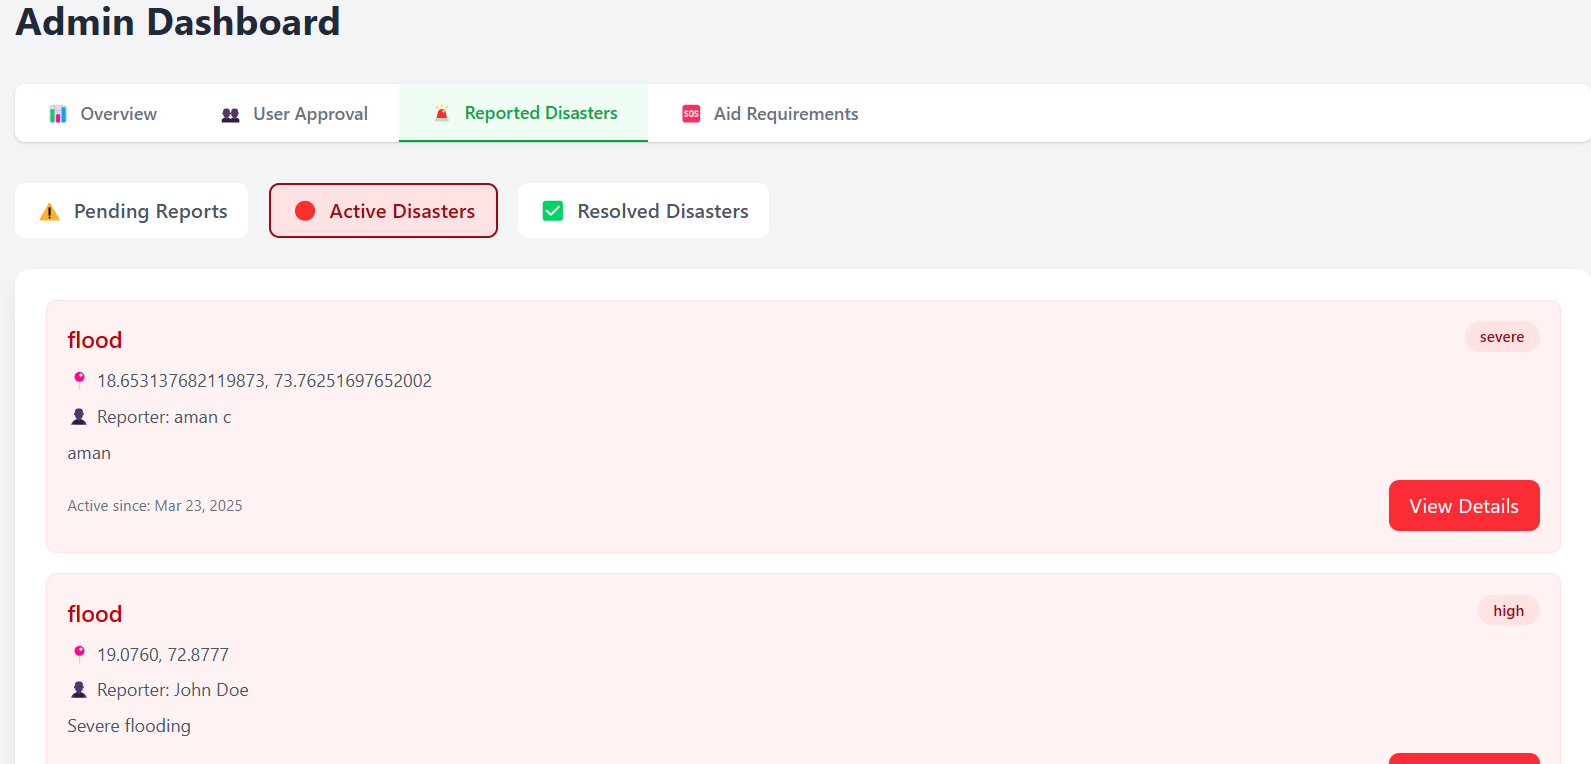 Admin Dashboard
Overview User Approval Reported Disasters SOS Aid Requirements
Pending Reports Active Disasters Resolved Disasters
flood severe
18.653137682119873, 73.76251697652002
Reporter: aman c
aman
Active since: Mar 23, 2025 View Details
flood high
19.0760, 72.8777
Reporter: John Doe
Severe flooding